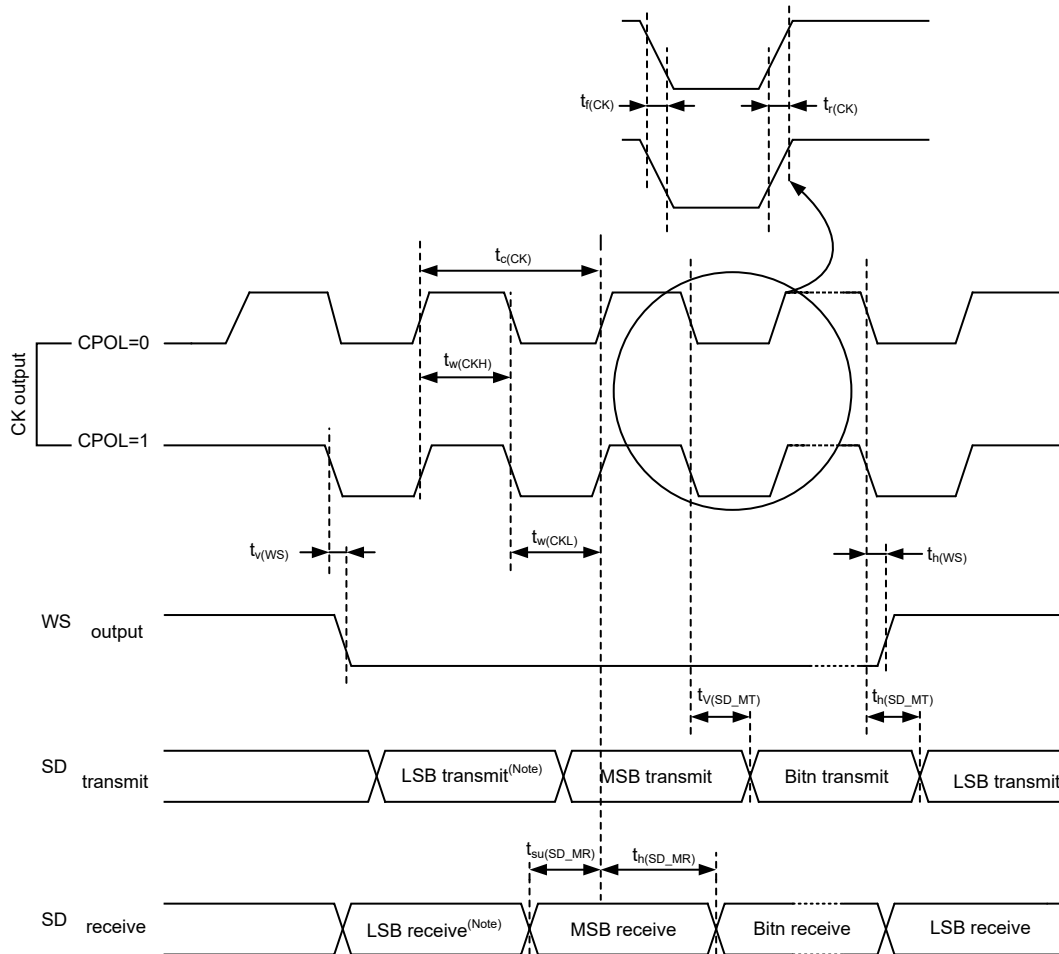 tf(CK)
tr(CK)
tc(CK)
CK output
CPOL=0
tw(CKH)
CPOL=1
tv(WS)
tw(CKL)
th(WS)
WS output
tV(SD_MT)
th(SD_MT)
SD transmit
LSB transmit(Note)
MSB transmit
Bitn transmit
LSB transmit
tsu(SD_MR)
th(SD_MR)
SD receive
LSB receive(Note)
MSB receive
Bitn receive
LSB receive